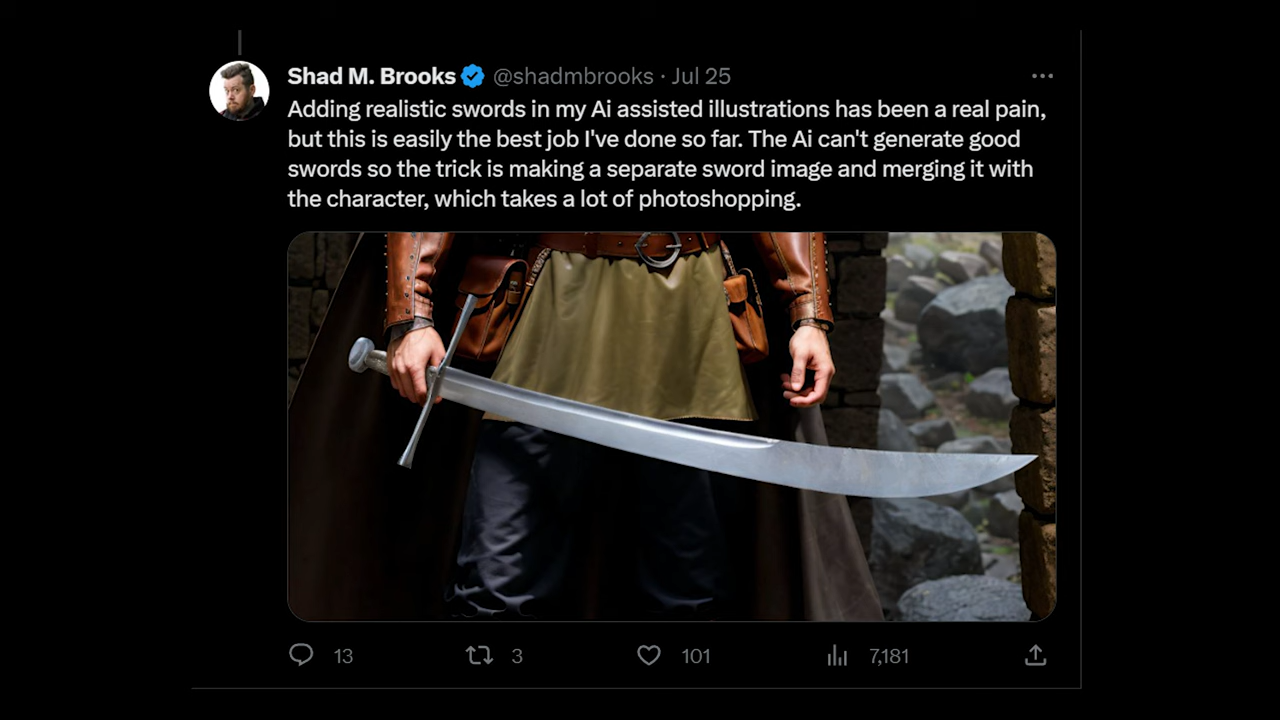 Shad M. Brooks @shadmbrooks · Jul 25
Adding realistic swords in my Ai assisted illustrations has been a real pain,
but this is easily the best job I've done so far. The Ai can't generate good
swords so the trick is making a separate sword image and merging it with
the character, which takes a lot of photoshopping.
13 3 101 7,181